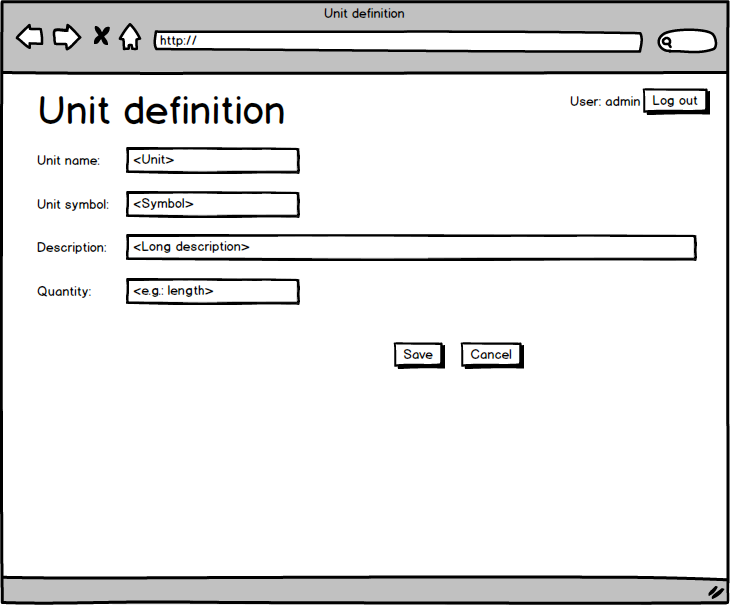 Unit definition
http://
Unit definition
User: admin
Log out
Unit name:
<Unit>
Unit symbol:
<Symbol>
Description:
<Long description>
Quantity:
<e.g.: length>
Save
Cancel